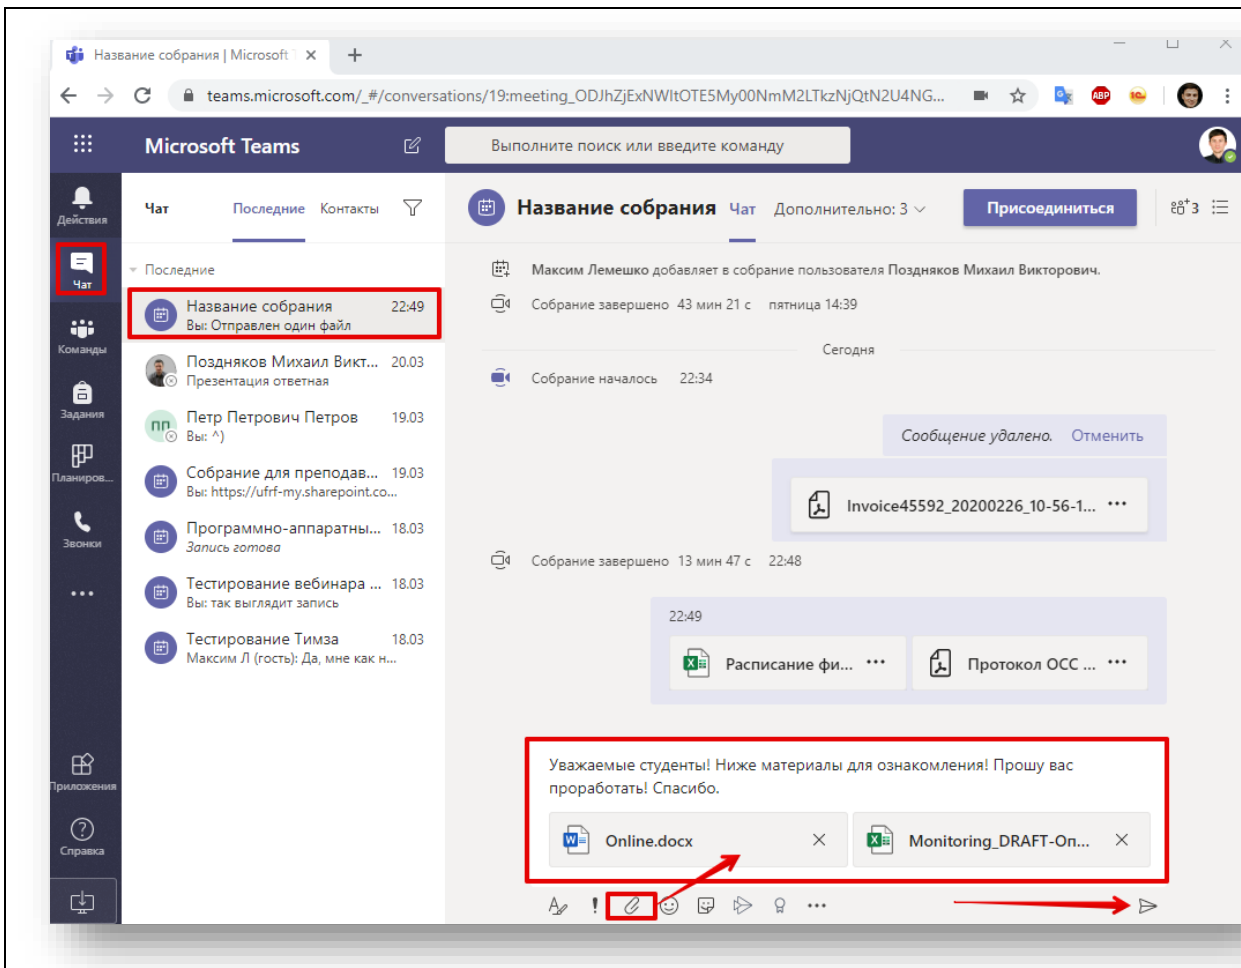 Название собрания | Microsoft T
teams.microsoft.com/_#/conversations/19:meeting_ODJhZjExNWItOTE5My00NmM2LTkzNjQtN2U4NG...
ABP
1С
Microsoft Teams
Выполните поиск или введите команду
Действия
Чат
Команды
Задания
Планиров...
Звонки
Приложения
Справка
Чат
Последние
Контакты
Последние
Название собрания 22:49
Вы: Отправлен один файл
Поздняков Михаил Викт... 20.03
Презентация ответная
ПП
Петр Петрович Петров 19.03
Вы: ^)
Собрание для преподав... 19.03
Вы: https://ufrf-my.sharepoint.co...
Программно-аппаратны... 18.03
Запись готова
Тестирование вебинара ... 18.03
Вы: так выглядит запись
Тестирование Тимза 18.03
Максим Л (гость): Да, мне как н...
Название собрания Чат Дополнительно: 3 Присоединиться 3
Максим Лемешко добавляет в собрание пользователя Поздняков Михаил Викторович.
Собрание завершено 43 мин 21 с пятница 14:39
Сегодня
Собрание началось 22:34
Сообщение удалено. Отменить
Invoice45592_20200226_10-56-1... ...
Собрание завершено 13 мин 47 с 22:48
22:49
Расписание фи... ...
Протокол ОСС ... ...
Уважаемые студенты! Ниже материалы для ознакомления! Прошу вас
проработать! Спасибо.
Online.docx
Monitoring_DRAFT-On...